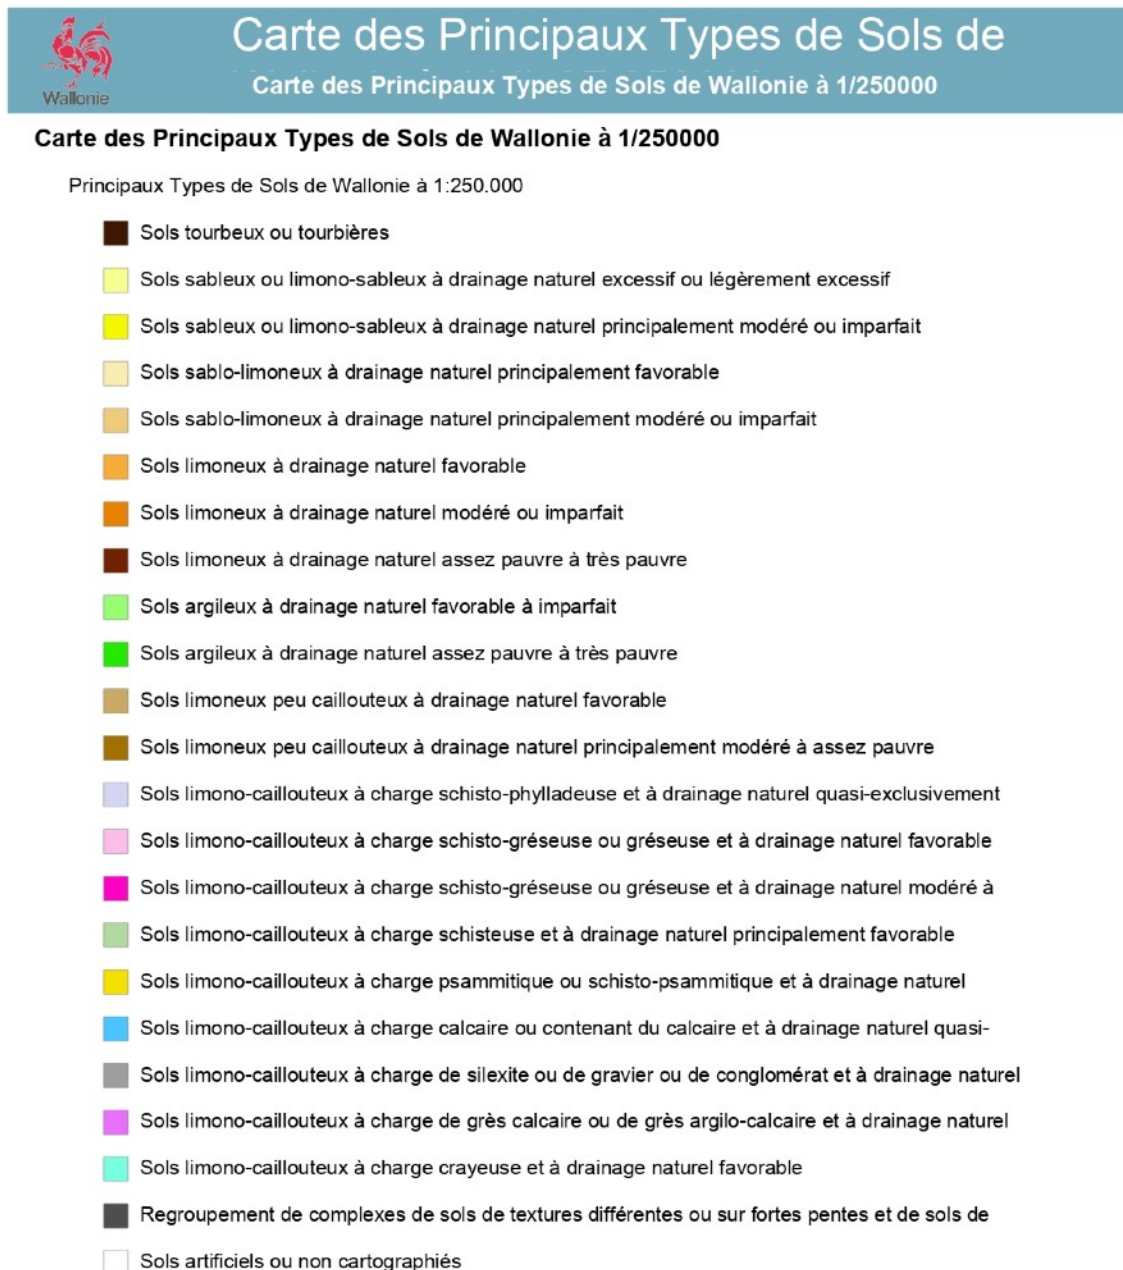 Carte des Principaux Types de Sols de
Carte des Principaux Types de Sols de Wallonie à 1/250000
Wallonie
Carte des Principaux Types de Sols de Wallonie à 1/250000
Principaux Types de Sols de Wallonie à 1:250.000
Sols tourbeux ou tourbières
Sols sableux ou limono-sableux à drainage naturel excessif ou légèrement excessif
Sols sableux ou limono-sableux à drainage naturel principalement modéré ou imparfait
Sols sablo-limoneux à drainage naturel principalement favorable
Sols sablo-limoneux à drainage naturel principalement modéré ou imparfait
Sols limoneux à drainage naturel favorable
Sols limoneux à drainage naturel modéré ou imparfait
Sols limoneux à drainage naturel assez pauvre à très pauvre
Sols argileux à drainage naturel favorable à imparfait
Sols argileux à drainage naturel assez pauvre à très pauvre
Sols limoneux peu caillouteux à drainage naturel favorable
Sols limoneux peu caillouteux à drainage naturel principalement modéré à assez pauvre
Sols limono-caillouteux à charge schisto-phylladeuse et à drainage naturel quasi-exclusivement
Sols limono-caillouteux à charge schisto-gréseuse ou gréseuse et à drainage naturel favorable
Sols limono-caillouteux à charge schisto-gréseuse ou gréseuse et à drainage naturel modéré à
Sols limono-caillouteux à charge schisteuse et à drainage naturel principalement favorable
Sols limono-caillouteux à charge psammitique ou schisto-psammitique et à drainage naturel
Sols limono-caillouteux à charge calcaire ou contenant du calcaire et à drainage naturel quasi-
Sols limono-caillouteux à charge de silexite ou de gravier ou de conglomérat et à drainage naturel
Sols limono-caillouteux à charge de grès calcaire ou de grès argilo-calcaire et à drainage naturel
Sols limono-caillouteux à charge crayeuse et à drainage naturel favorable
Regroupement de complexes de sols de textures différentes ou sur fortes pentes et de sols de
Sols artificiels ou non cartographiés